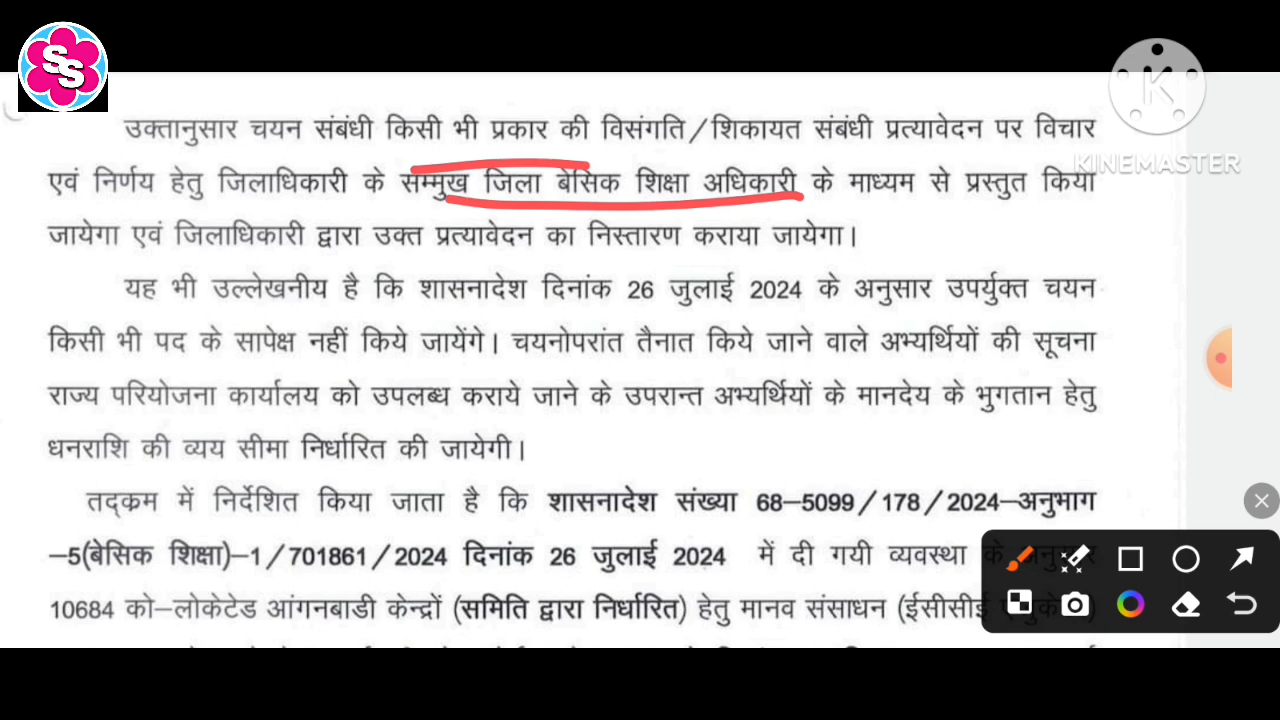 SS
KINEMASTER
उक्तानुसार चयन संबंधी किसी भी प्रकार की विसंगति/शिकायत संबंधी प्रत्यावेदन पर विचार
एवं निर्णय हेतु जिलाधिकारी के सम्मुख जिला बेसिक शिक्षा अधिकारी के माध्यम से प्रस्तुत किया
जायेगा एवं जिलाधिकारी द्वारा उक्त प्रत्यावेदन का निस्तारण कराया जायेगा।
यह भी उल्लेखनीय है कि शासनादेश दिनांक 26 जुलाई 2024 के अनुसार उपर्युक्त चयन
किसी भी पद के सापेक्ष नहीं किये जायेंगे। चयनोपरांत तैनात किये जाने वाले अभ्यर्थियों की सूचना
राज्य परियोजना कार्यालय को उपलब्ध कराये जाने के उपरान्त अभ्यर्थियों के मानदेय के भुगतान हेतु
धनराशि की व्यय सीमा निर्धारित की जायेगी।
तद्क्रम में निर्देशित किया जाता है कि शासनादेश संख्या 68–5099/178/2024–अनुभाग
–5(बेसिक शिक्षा)–1/701861/2024 दिनांक 26 जुलाई 2024 में दी गयी व्यवस्था के अनुसार
10684 को–लोकेटेड आंगनबाडी केन्द्रों (समिति द्वारा निर्धारित) हेतु मानव संसाधन (ईसीसीई